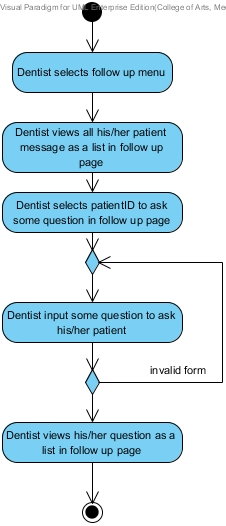 Visual Paradigm for UML Enterprise Edition(College of Arts, Me
Dentist selects follow up menu
Dentist views all his/her patient
message as a list in follow up
page
Dentist selects patientID to ask
some question in follow up page
Dentist input some question to ask
his/her patient
invalid form
Dentist views his/her question as a
list in follow up page